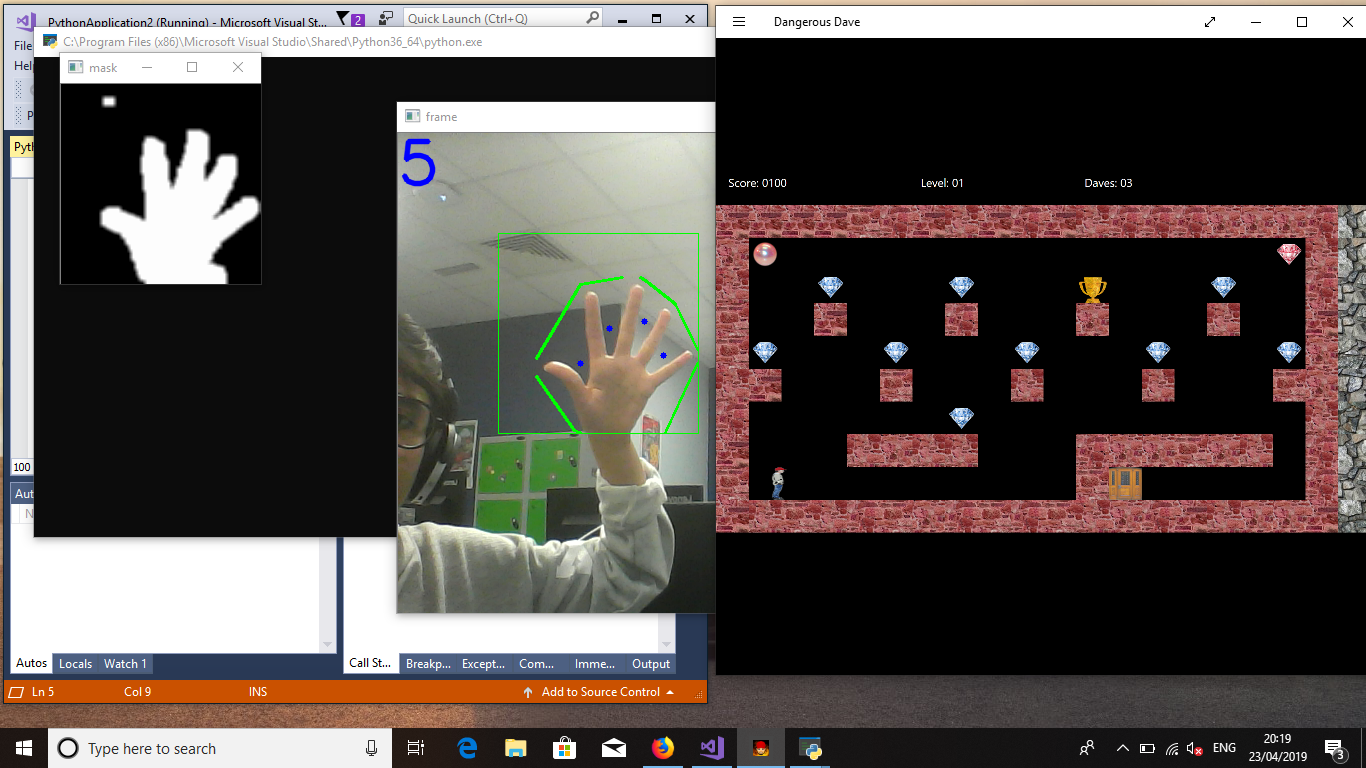 PythonApplication2 (Running) - Microsoft Visual St...
2
Quick Launch (Ctrl+Q)
File
Help
C:\Program Files (x86)\Microsoft Visual Studio\Shared\Python36_64\python.exe
mask
frame
5
Dangerous Dave
Score: 0100
Level: 01
Daves: 03
Pyth
100
Aut
N
Autos
Locals
Watch 1
Call St...
Breakp...
Except...
Com...
Imme...
Output
Ln 5
Col 9
INS
Add to Source Control
Type here to search
ENG
20:19
23/04/2019
3